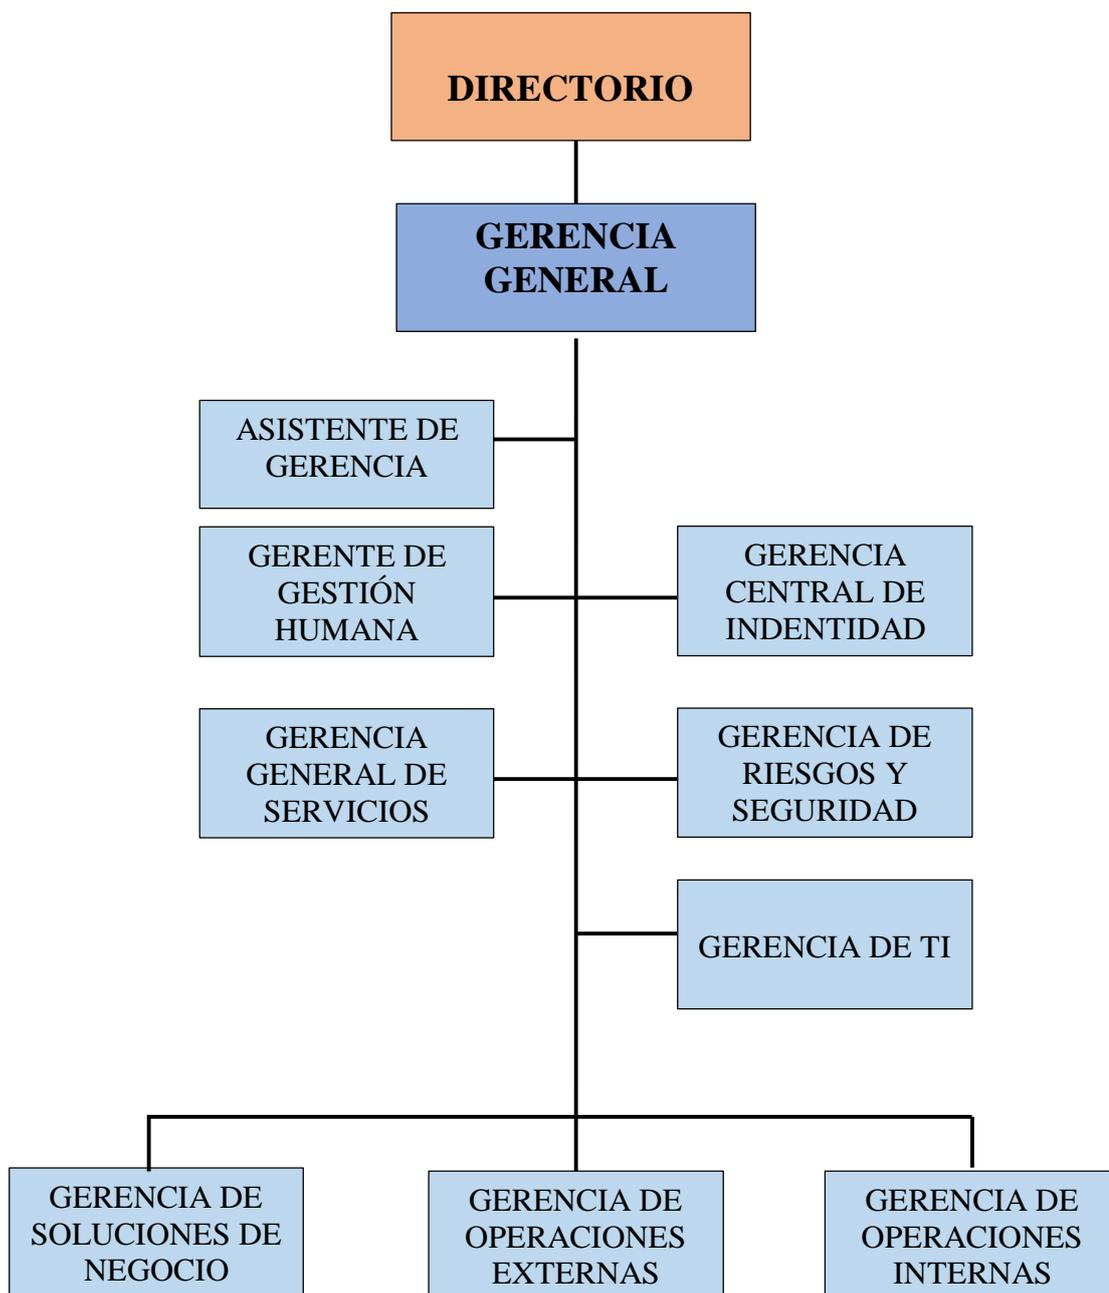 DIRECTORIO
GERENCIA
GENERAL
ASISTENTE DE
GERENCIA
GERENTE DE
GESTIÓN
HUMANA
GERENCIA
CENTRAL DE
INDENTIDAD
GERENCIA
GENERAL DE
SERVICIOS
GERENCIA DE
RIESGOS Y
SEGURIDAD
GERENCIA DE TI
GERENCIA DE
SOLUCIONES DE
NEGOCIO
GERENCIA DE
OPERACIONES
EXTERNAS
GERENCIA DE
OPERACIONES
INTERNAS